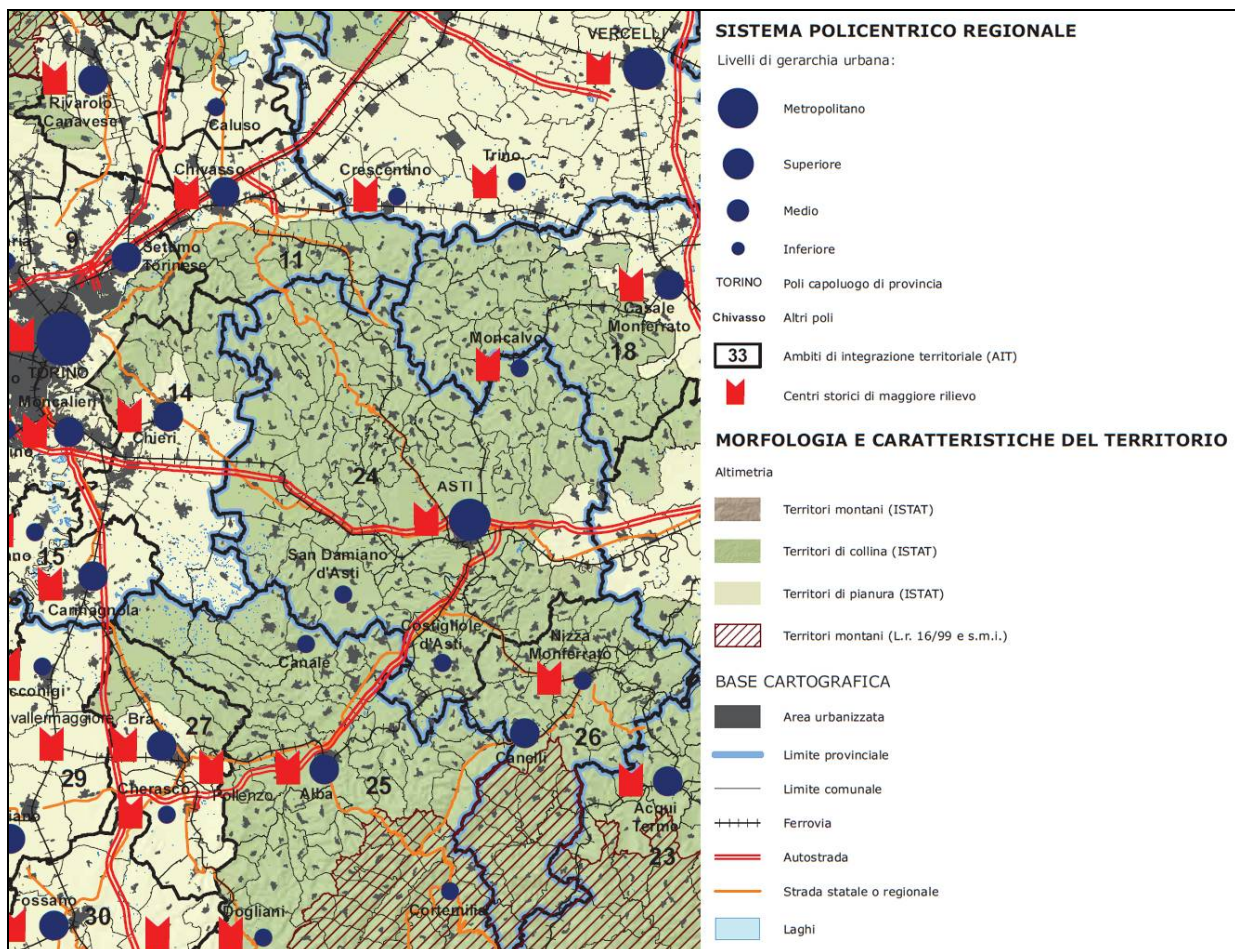 VERCELLI
Rivarolo
Canavese
Caluso
Chivasso
Crescentino
Trino
9
Settimo
Torinese
11
Casale
Monferrato
Moncalvo
18
TORINO
Moncalieri
14
Chieri
24
ASTI
San Damiano
d'Asti
15
Carmagnola
Costigliole
d'Asti
Nizza
Monferrato
Canale
Bra
27
Canelli
26
29
Cherasco
Pollenzo
Alba
25
Acqui
Terme
23
Fossano
30
Dogliani
Cortemilia
SISTEMA POLICENTRICO REGIONALE
Livelli di gerarchia urbana:
Metropolitano
Superiore
Medio
Inferiore
TORINO Poli capoluogo di provincia
Chivasso Altri poli
33 Ambiti di integrazione territoriale (AIT)
Centri storici di maggiore rilievo
MORFOLOGIA E CARATTERISTICHE DEL TERRITORIO
Altimetria
Territori montani (ISTAT)
Territori di collina (ISTAT)
Territori di pianura (ISTAT)
Territori montani (L.r. 16/99 e s.m.i.)
BASE CARTOGRAFICA
Area urbanizzata
Limite provinciale
Limite comunale
Ferrovia
Autostrada
Strada statale o regionale
Laghi